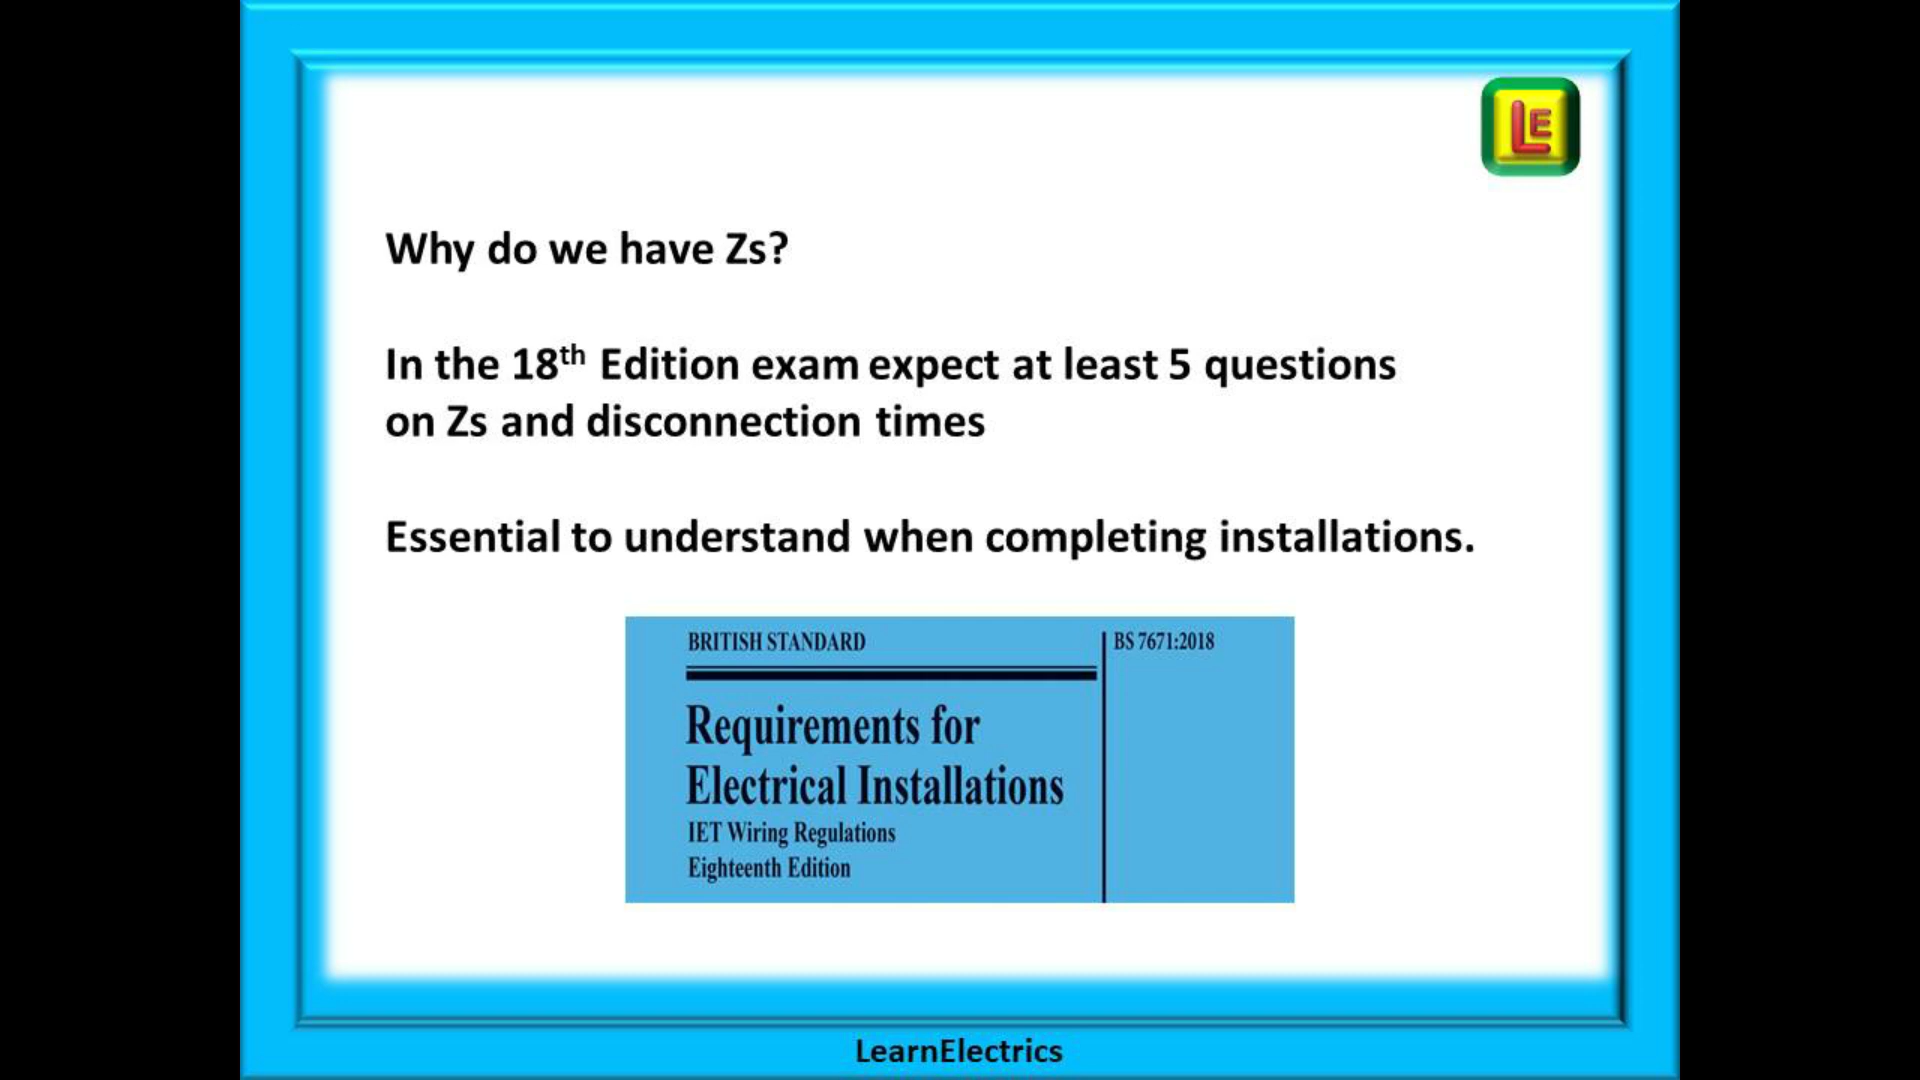 LE
Why do we have Zs?
In the 18th Edition exam expect at least 5 questions
on Zs and disconnection times
Essential to understand when completing installations.
BRITISH STANDARD
BS 7671:2018
Requirements for
Electrical Installations
IET Wiring Regulations
Eighteenth Edition
LearnElectrics